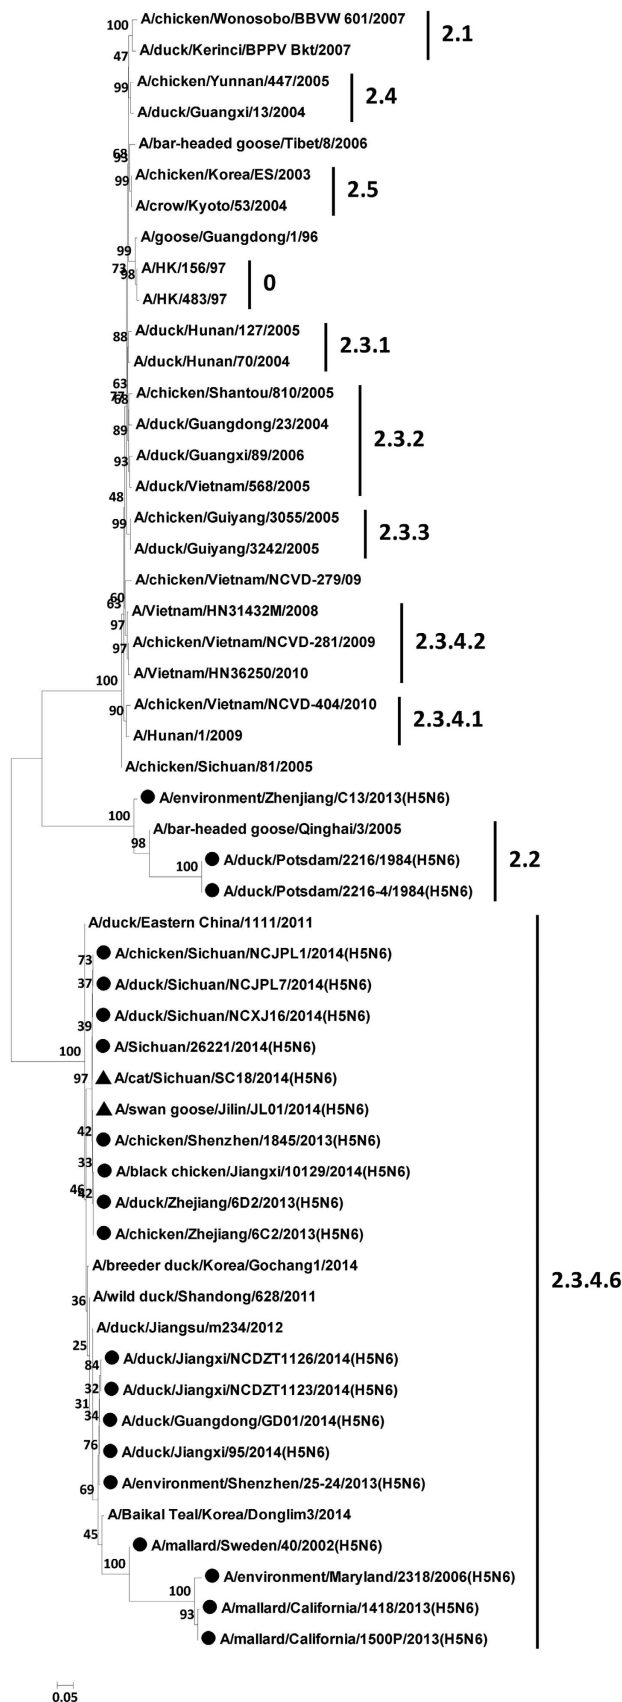 100
A/chicken/Wonosobo/BBVW 601/2007
2.1
47
A/duck/Kerinci/BPPV Bkt/2007
99
A/chicken/Yunnan/447/2005
2.4
A/duck/Guangxi/13/2004
A/bar-headed goose/Tibet/8/2006
68
93
99
A/chicken/Korea/ES/2003
2.5
A/crow/Kyoto/53/2004
A/goose/Guangdong/1/96
99
73
98
A/HK/156/97
0
A/HK/483/97
88
A/duck/Hunan/127/2005
2.3.1
A/duck/Hunan/70/2004
63
77
68
A/chicken/Shantou/810/2005
89
A/duck/Guangdong/23/2004
2.3.2
93
A/duck/Guangxi/89/2006
A/duck/Vietnam/568/2005
48
99
A/chicken/Guiyang/3055/2005
2.3.3
A/duck/Guiyang/3242/2005
A/chicken/Vietnam/NCVD-279/09
60
63
A/Vietnam/HN31432M/2008
97
97
A/chicken/Vietnam/NCVD-281/2009
2.3.4.2
A/Vietnam/HN36250/2010
100
90
A/chicken/Vietnam/NCVD-404/2010
2.3.4.1
A/Hunan/1/2009
A/chicken/Sichuan/81/2005
A/environment/Zhenjiang/C13/2013(H5N6)
100
A/bar-headed goose/Qinghai/3/2005
98
100
A/duck/Potsdam/2216/1984(H5N6)
2.2
A/duck/Potsdam/2216-4/1984(H5N6)
A/duck/Eastern China/1111/2011
73
A/chicken/Sichuan/NCJPL1/2014(H5N6)
37
A/duck/Sichuan/NCJPL7/2014(H5N6)
39
A/duck/Sichuan/NCXJ16/2014(H5N6)
100
A/Sichuan/26221/2014(H5N6)
97
A/cat/Sichuan/SC18/2014(H5N6)
A/swan goose/Jilin/JL01/2014(H5N6)
42
A/chicken/Shenzhen/1845/2013(H5N6)
33
A/black chicken/Jiangxi/10129/2014(H5N6)
46
42
A/duck/Zhejiang/6D2/2013(H5N6)
A/chicken/Zhejiang/6C2/2013(H5N6)
A/breeder duck/Korea/Gochang1/2014
2.3.4.6
36
A/wild duck/Shandong/628/2011
A/duck/Jiangsu/m234/2012
25
84
A/duck/Jiangxi/NCDZT1126/2014(H5N6)
32
A/duck/Jiangxi/NCDZT1123/2014(H5N6)
31
34
A/duck/Guangdong/GD01/2014(H5N6)
76
A/duck/Jiangxi/95/2014(H5N6)
69
A/environment/Shenzhen/25-24/2013(H5N6)
A/Baikal Teal/Korea/Donglim3/2014
45
A/mallard/Sweden/40/2002(H5N6)
100
100
A/environment/Maryland/2318/2006(H5N6)
93
A/mallard/California/1418/2013(H5N6)
A/mallard/California/1500P/2013(H5N6)
0.05